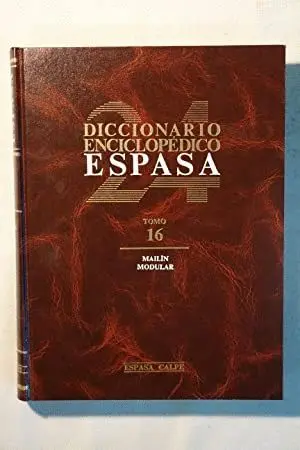 24
DICCIONARIO
ENCICLOPÉDICO
ESPASA
TOMO
16
MAILÍN
MODULAR
ESPASA CALPE